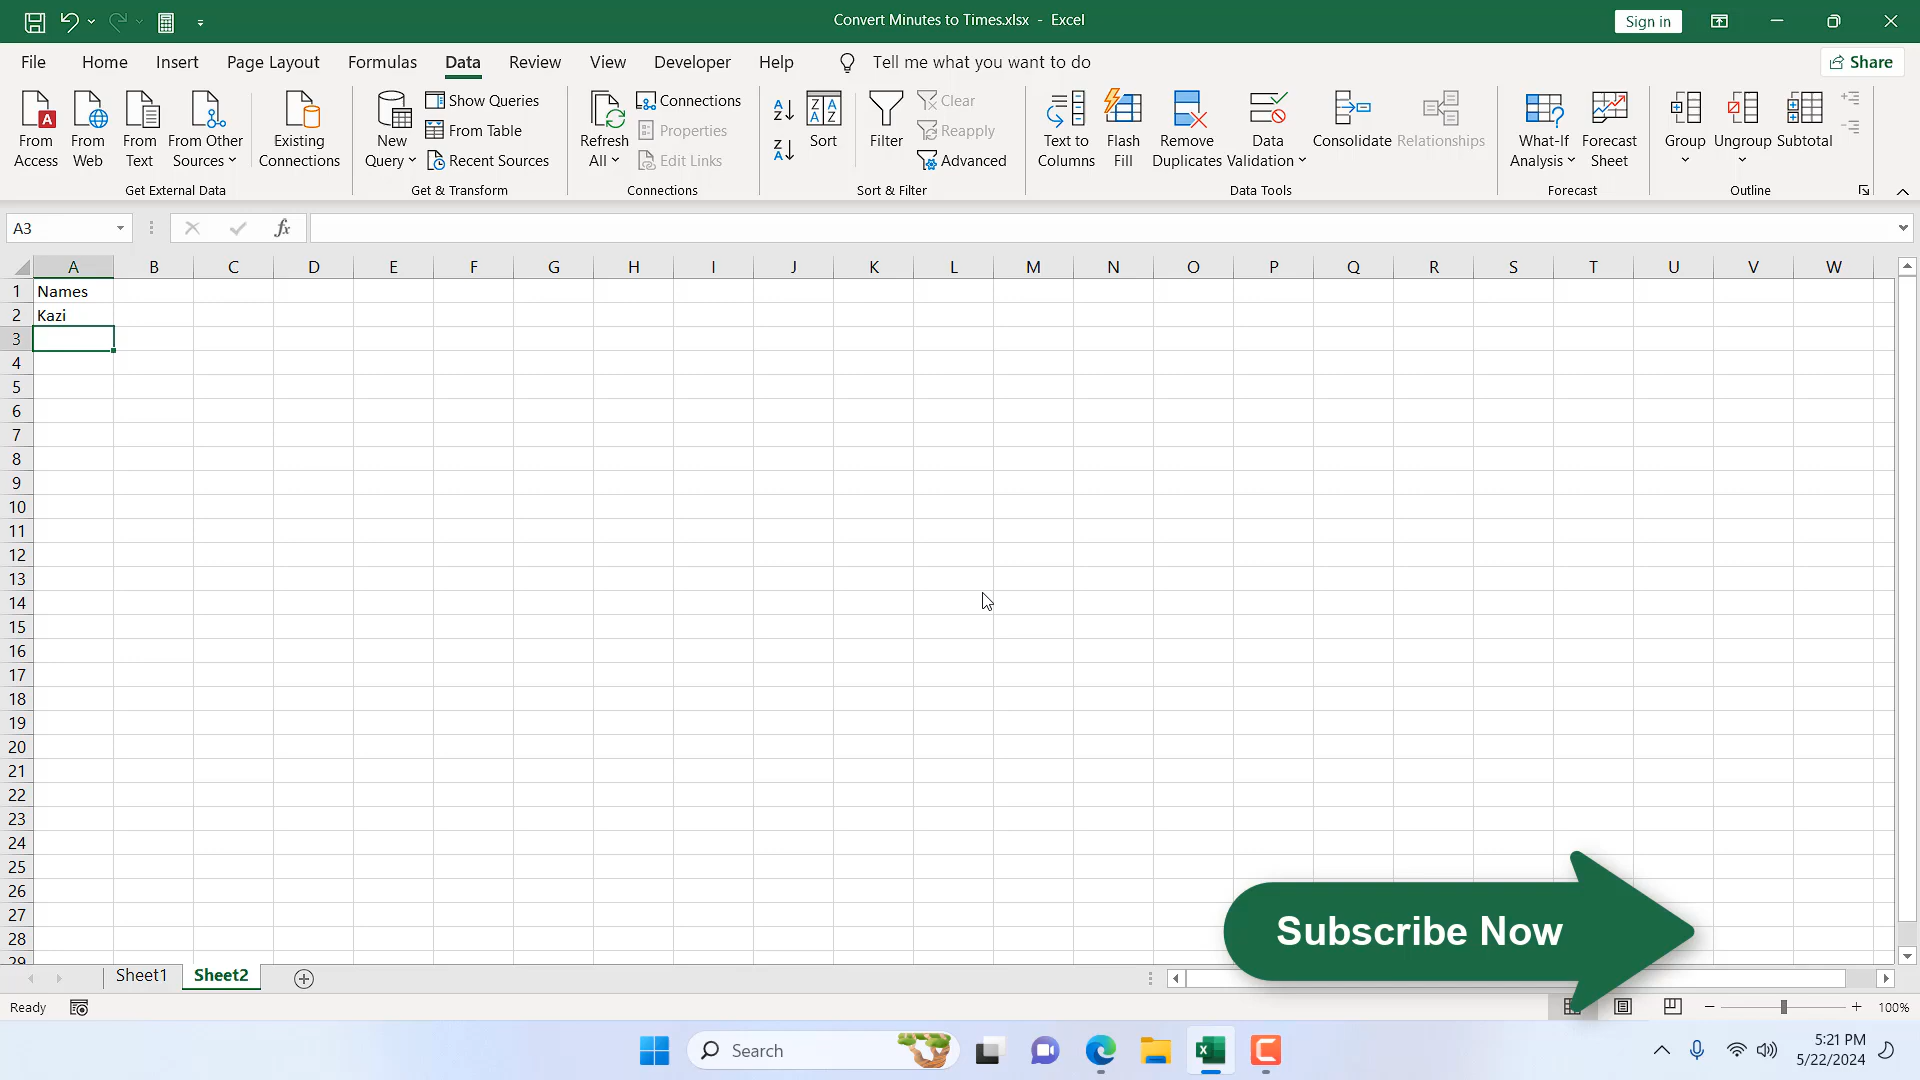 Convert Minutes to Times.xlsx - Excel
Sign in
File Home Insert Page Layout Formulas Data Review View Developer Help Tell me what you want to do
Share
From Access
From Web
From Text
From Other Sources
Existing Connections
Get External Data
New Query
Show Queries
From Table
Recent Sources
Get & Transform
Refresh All
Connections
Properties
Edit Links
Connections
Sort
Filter
Clear
Reapply
Advanced
Sort & Filter
Text to Columns
Flash Fill
Remove Duplicates
Data Validation
Consolidate
Relationships
Data Tools
What-If Analysis
Forecast Sheet
Forecast
Group
Ungroup
Subtotal
Outline
A3
fx
A B C D E F G H I J K L M N O P Q R S T U V W
1 Names
2 Kazi
3
4
5
6
7
8
9
10
11
12
13
14
15
16
17
18
19
20
21
22
23
24
25
26
27
28
29
Subscribe Now
Sheet1 Sheet2
Ready
100%
Search
5:21 PM
5/22/2024